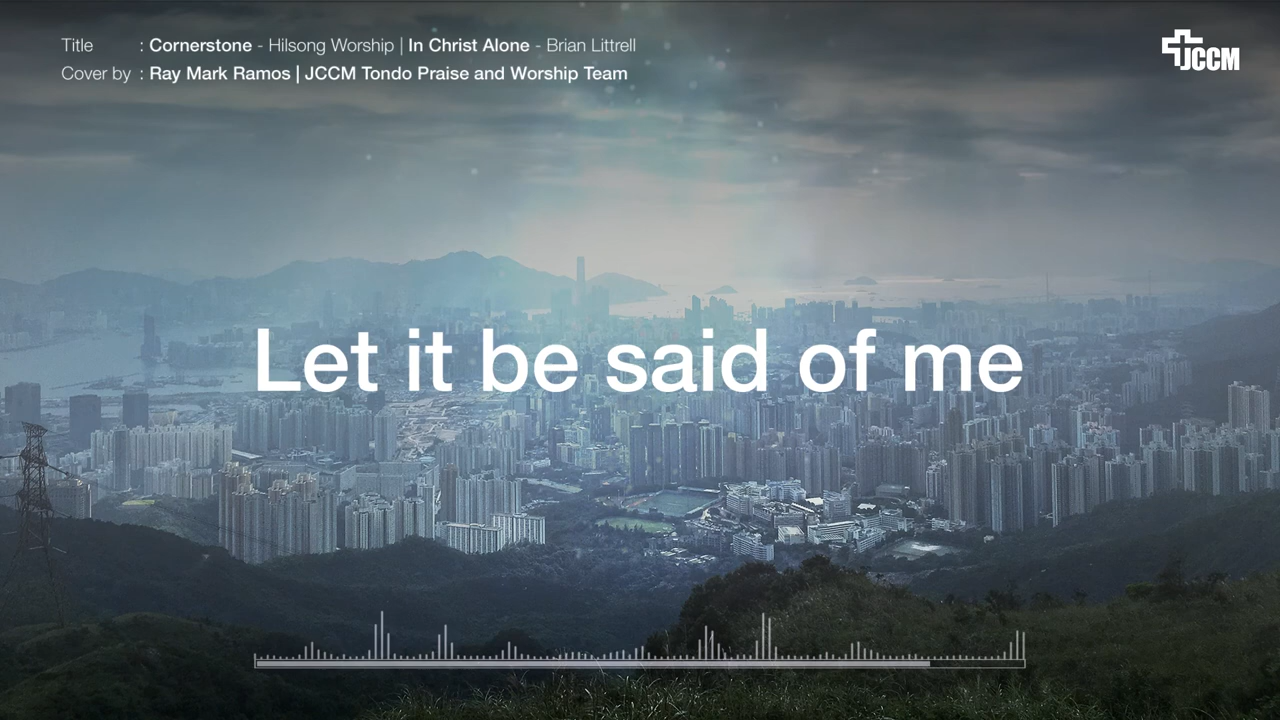 Title : Cornerstone - Hilsong Worship | In Christ Alone - Brian Littrell
Cover by : Ray Mark Ramos | JCCM Tondo Praise and Worship Team
JCCM
Let it be said of me